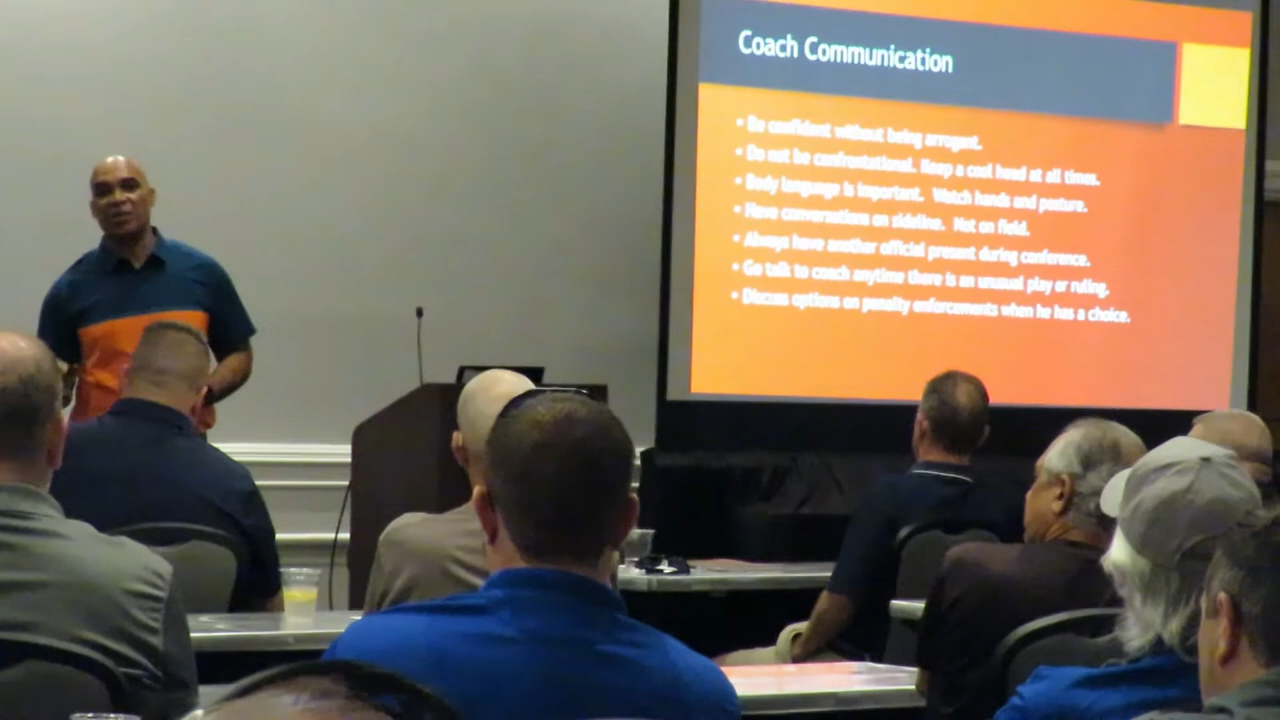 Coach Communication
• Be confident without being arrogant.
• Do not be confrontational. Keep a cool head at all times.
• Body language is important. Watch hands and posture.
• Have conversations on sideline. Not on field.
• Always have another official present during conference.
• Go talk to coach anytime there is an unusual play or ruling.
• Discuss options on penalty enforcements when he has a choice.